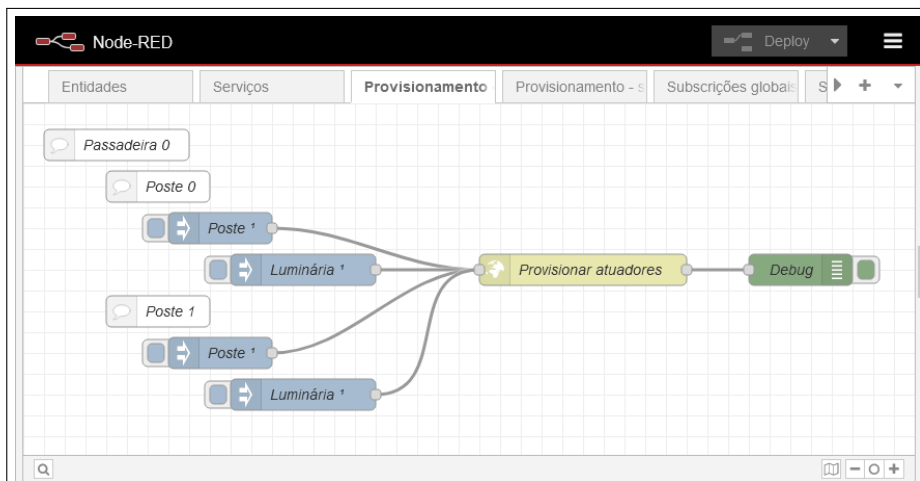 Node-RED
Deploy
Entidades
Serviços
Provisionamento
Provisionamento - s
Subscrições globais
S
Passadeira 0
Poste 0
Poste ¹
Luminária ¹
Provisionar atuadores
Debug
Poste 1
Poste ¹
Luminária ¹